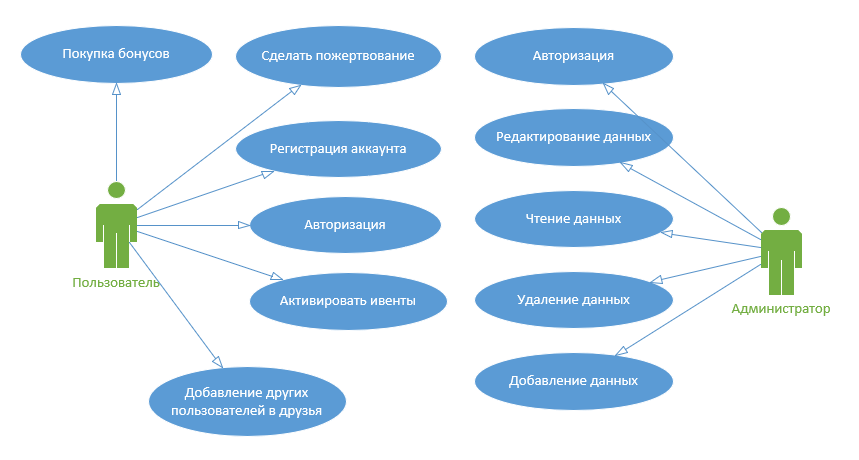 Покупка бонусов
Сделать пожертвование
Авторизация
Редактирование данных
Регистрация аккаунта
Авторизация
Чтение данных
Пользователь
Активировать ивенты
Удаление данных
Администратор
Добавление других
пользователей в друзья
Добавление данных